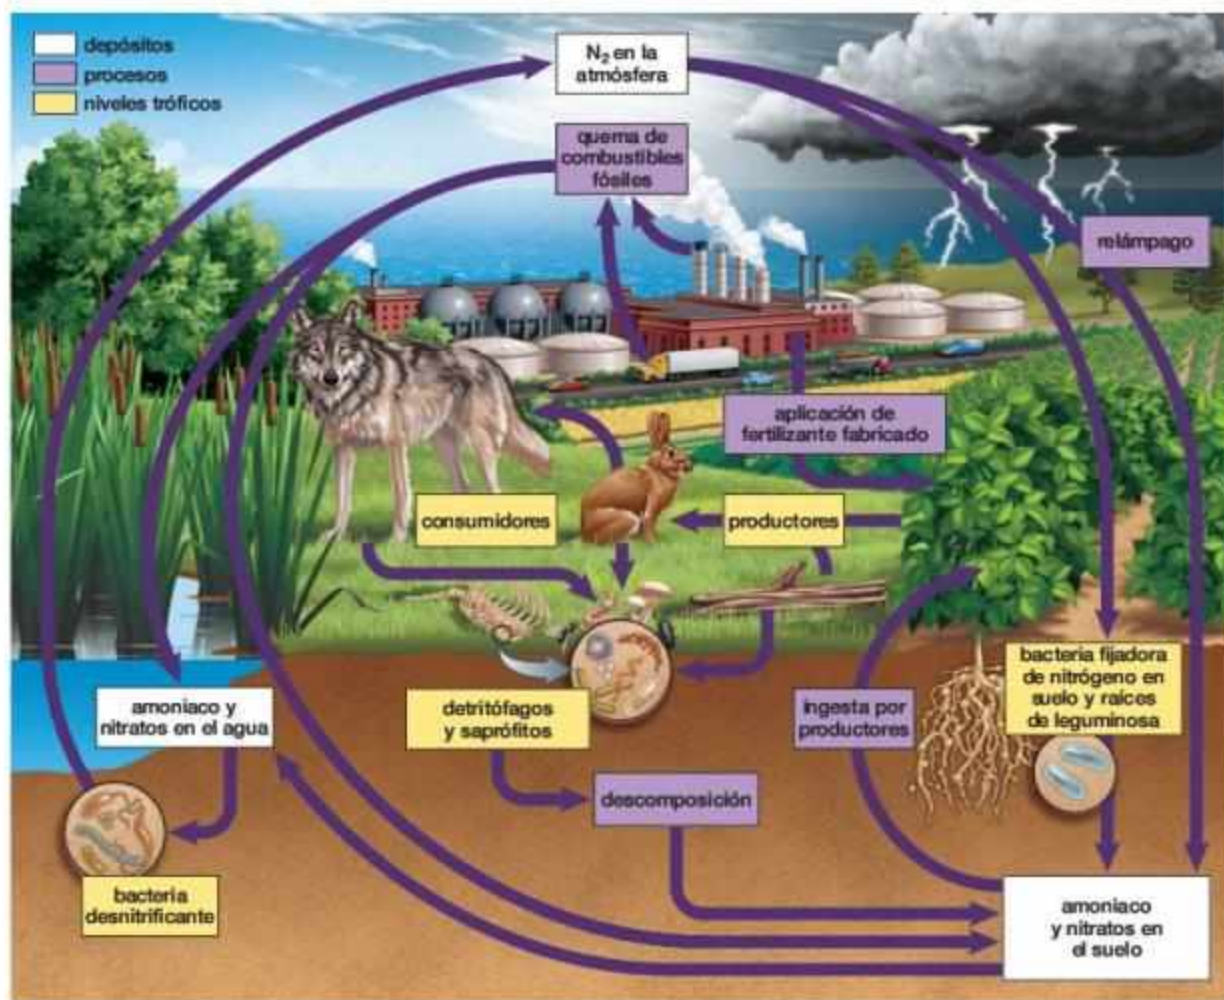 depósitos
procesos
niveles tróficos
N₂ en la
atmósfera
quema de
combustibles
fósiles
relámpago
aplicación de
fertilizante fabricado
consumidores
productores
amoniaco y
nitratos en el agua
detritófagos
y saprófitos
ingesta por
productores
bacteria fijadora
de nitrógeno en
suelo y raíces
de leguminosa
descomposición
bacteria
desnitrificante
amoniaco
y nitratos en
el suelo